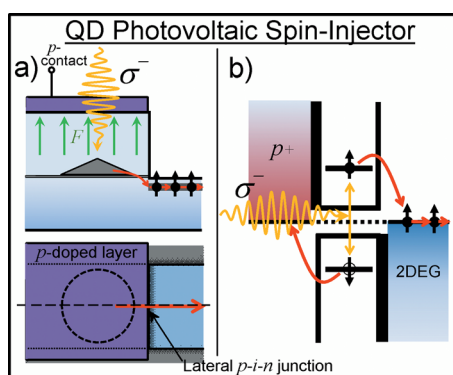 QD Photovoltaic Spin-Injector
a)
p-
contact
σ⁻
F
p-doped layer
Lateral p-i-n junction
b)
p+
σ⁻
2DEG